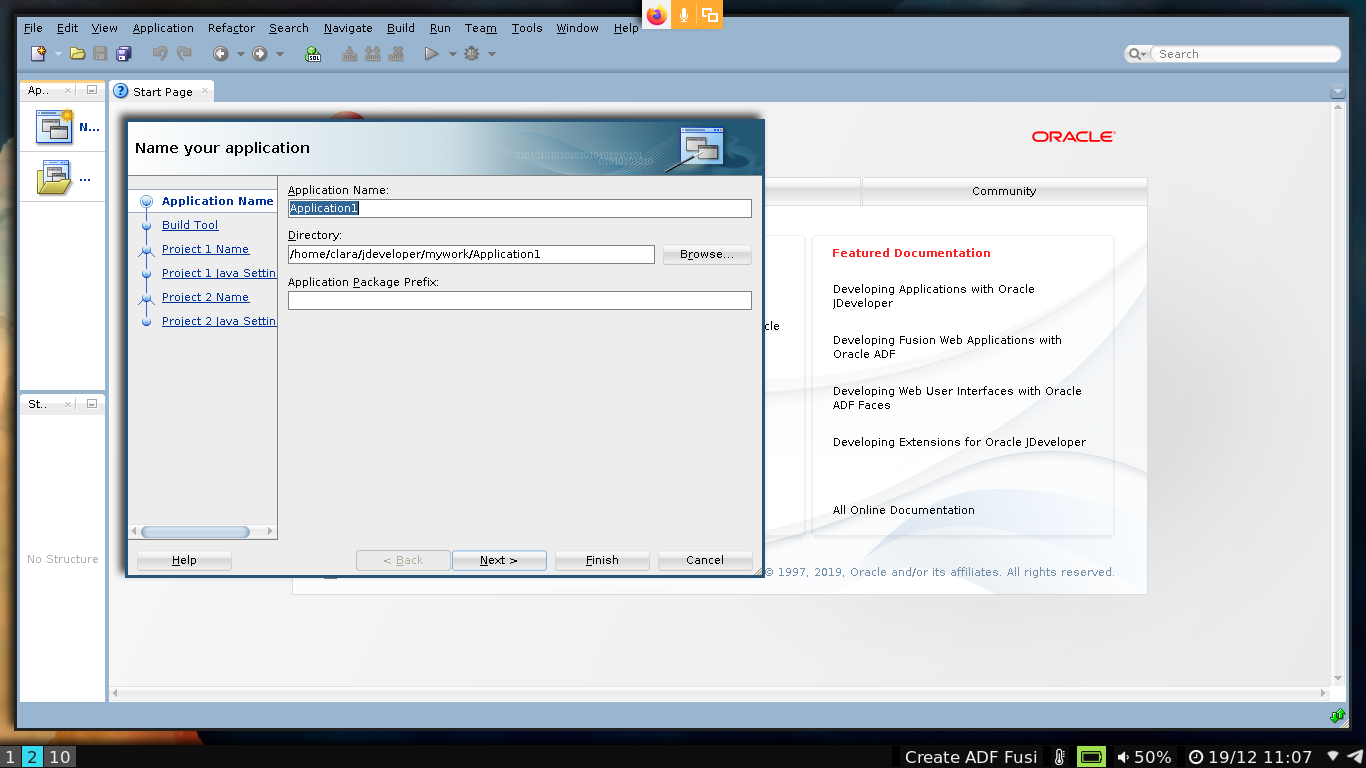 File Edit View Application Refactor Search Navigate Build Run Team Tools Window Help
SQL
Search
Ap..
Start Page
N...
...
Name your application
0101010101010101010101010101
01010101010
ORACLE
Community
Application Name
Build Tool
Project 1 Name
Project 1 Java Settin
Project 2 Name
Project 2 Java Settin
Application Name:
Application1
Directory:
/home/clara/jdeveloper/mywork/Application1
Browse...
Application Package Prefix:
Help
< Back
Next >
Finish
Cancel
cle
Featured Documentation
Developing Applications with Oracle
JDeveloper
Developing Fusion Web Applications with
Oracle ADF
Developing Web User Interfaces with Oracle
ADF Faces
Developing Extensions for Oracle JDeveloper
All Online Documentation
© 1997, 2019, Oracle and/or its affiliates. All rights reserved.
St..
No Structure
1 2 10
Create ADF Fusi
50%
19/12 11:07